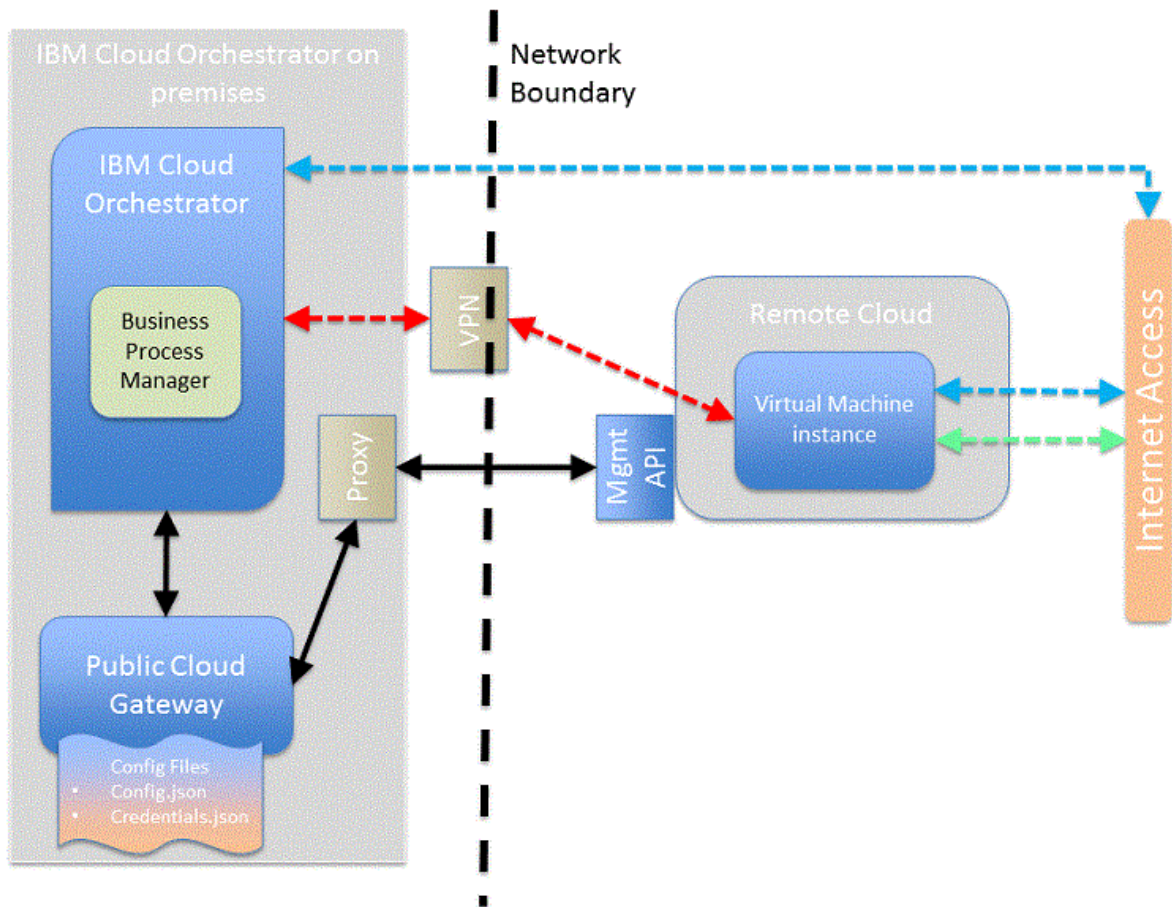 IBM Cloud Orchestrator on
premises
Network
Boundary
IBM Cloud
Orchestrator
Business
Process
Manager
VPN
Remote Cloud
Virtual Machine
instance
Internet Access
Proxy
Mgmt
API
Public Cloud
Gateway
Config Files
• Config.json
• Credentials.json